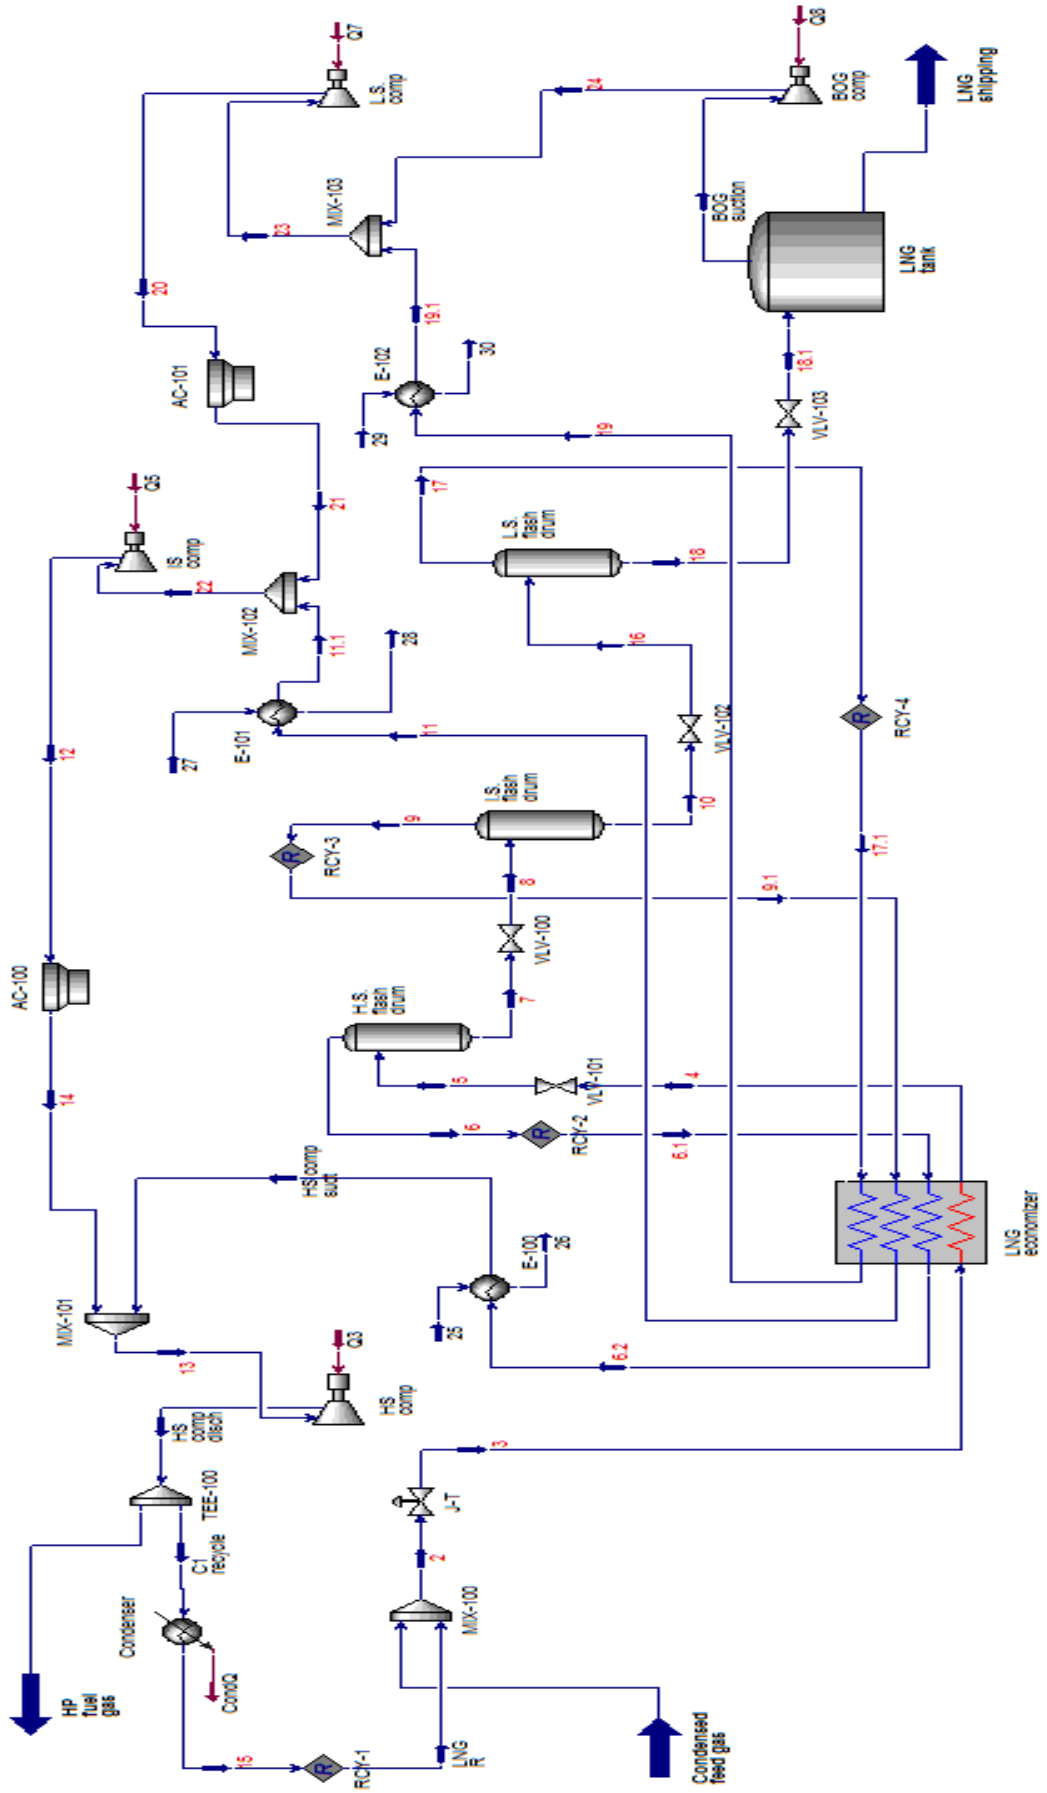 HP
fuel
gas
Condenser
CondQ
15
RCY-1
LNG
R
Condensed
feed gas
C1
recycle
TEE-100
HS
comp
disch
MIX-100
2
J-T
3
13
MIX-101
HS
comp
Q3
14
AC-100
12
HS comp
suct
25
E-100
26
6.2
LNG
economizer
6
RCY-2
6.1
H.S.
flash
drum
5
VLV-101
4
7
VLV-100
8
RCY-3
9
9.1
I.S.
flash
drum
10
VLV-102
16
17.1
RCY-4
27
E-101
28
11
11.1
MIX-102
22
IS
comp
Q5
21
AC-101
20
29
E-102
30
19
19.1
L.S.
flash
drum
17
18
VLV-103
18.1
LNG
tank
MIX-103
23
L.S.
comp
Q7
24
BOG
suction
BOG
comp
Q8
LNG
shipping